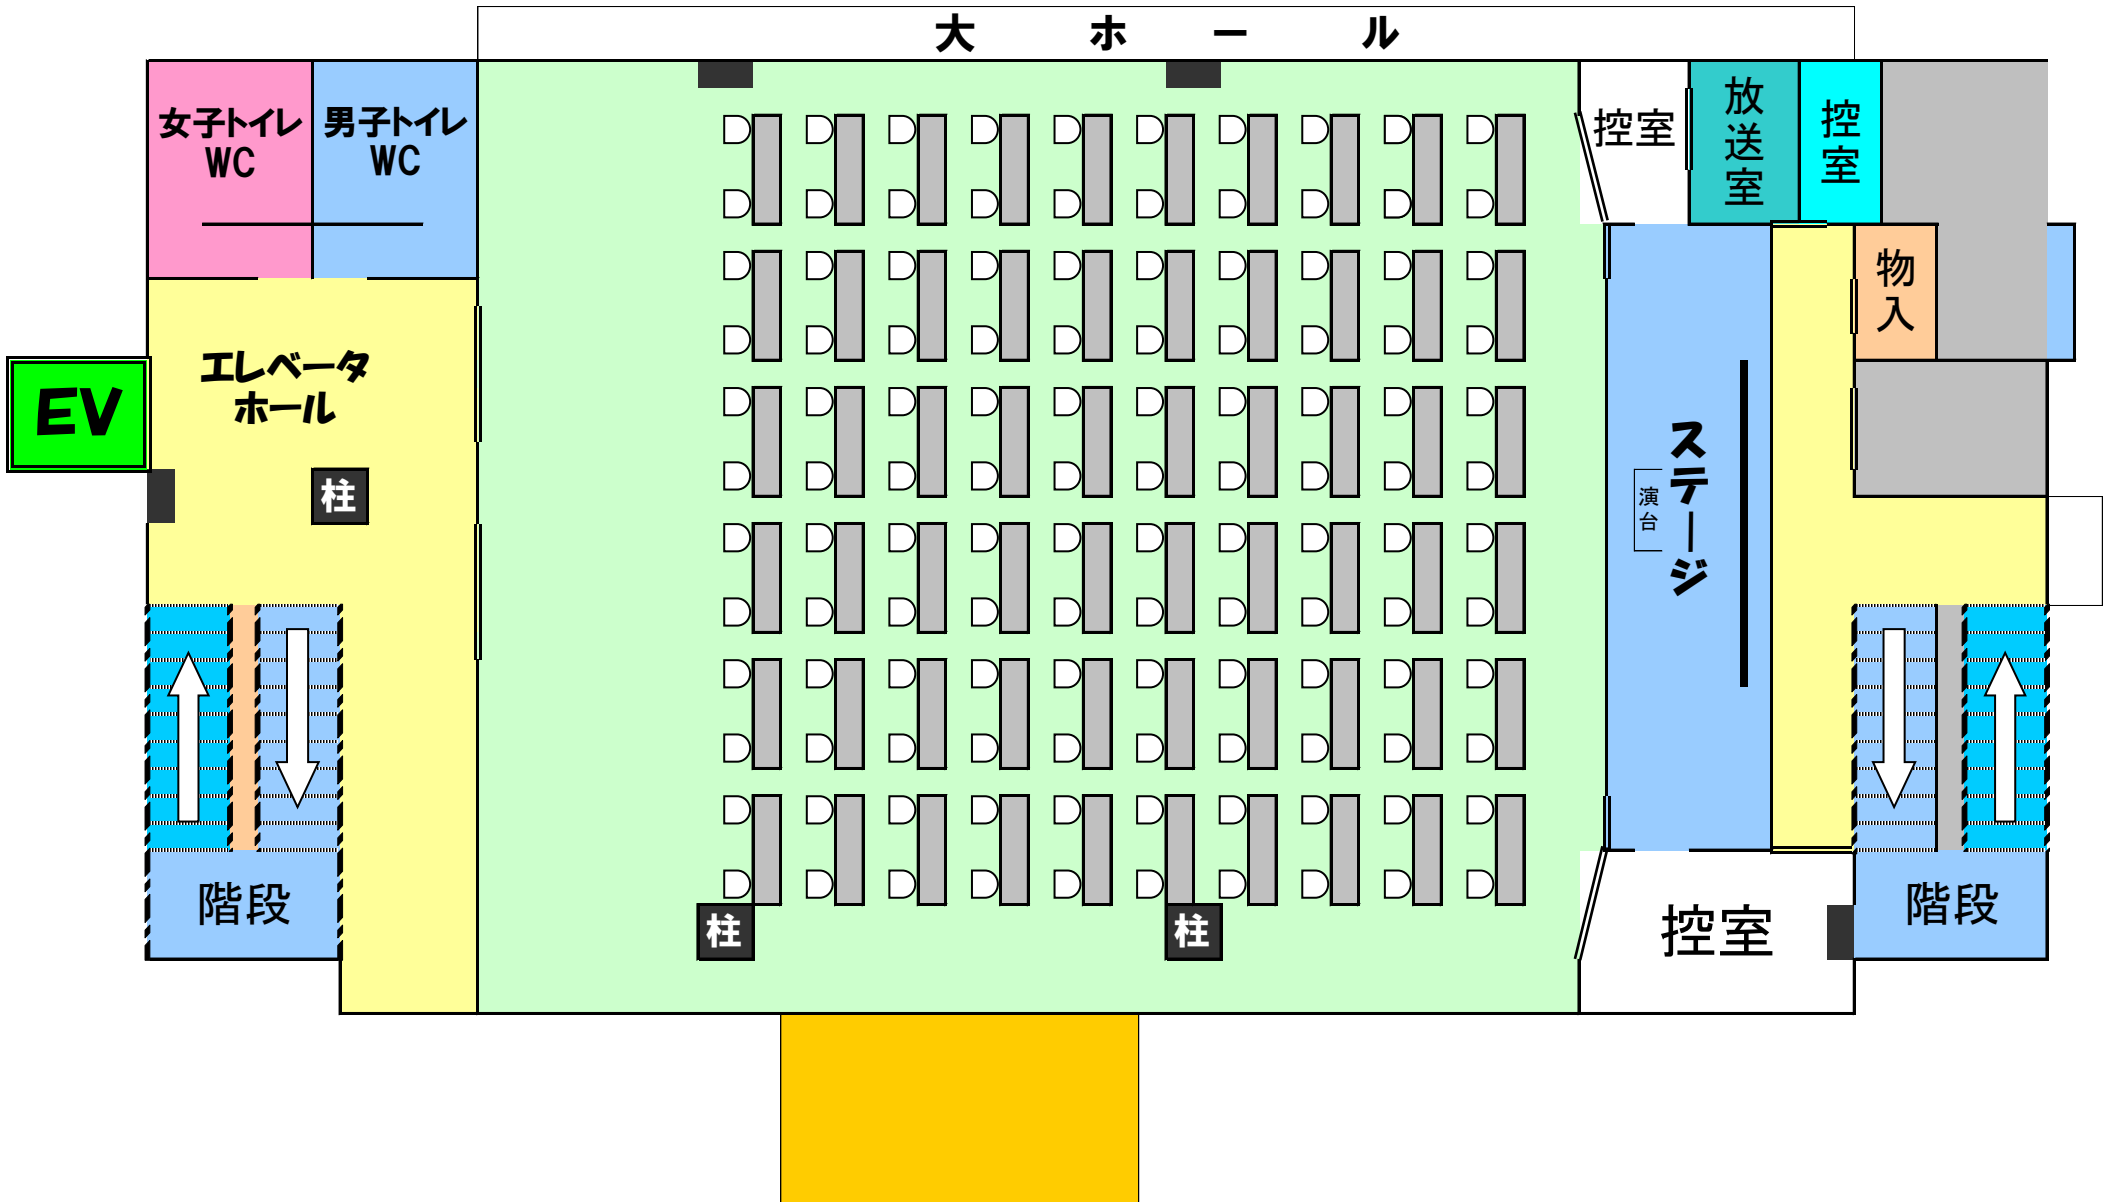 大ホール
女子トイレ
WC
男子トイレ
WC
控室
放送室
控室
物入
エレベータ
ホール
EV
柱
ステージ
演台
階段
柱
柱
控室
階段